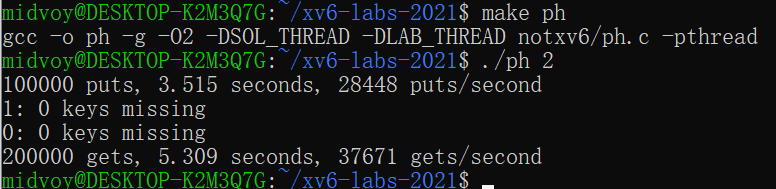 midvoy@DESKTOP-K2M3Q7G:~/xv6-labs-2021$ make ph
gcc -o ph -g -O2 -DSOL_THREAD -DLAB_THREAD notxv6/ph.c -pthread
midvoy@DESKTOP-K2M3Q7G:~/xv6-labs-2021$ ./ph 2
100000 puts, 3.515 seconds, 28448 puts/second
1: 0 keys missing
0: 0 keys missing
200000 gets, 5.309 seconds, 37671 gets/second
midvoy@DESKTOP-K2M3Q7G:~/xv6-labs-2021$